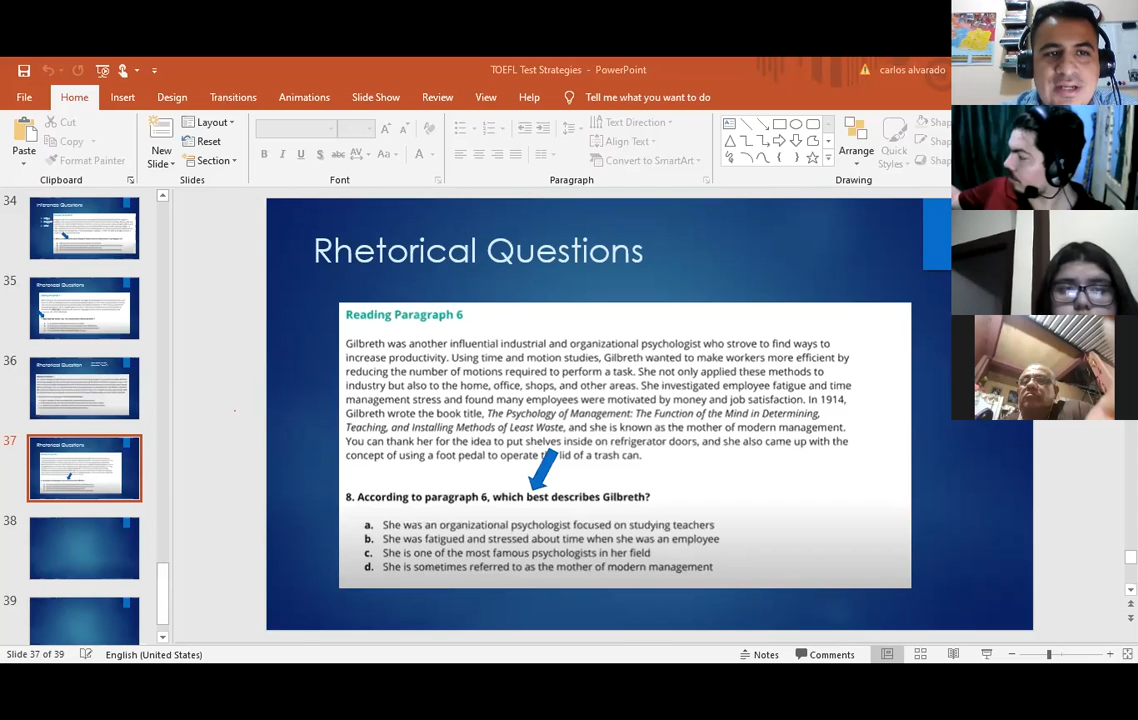 TOEFL Test Strategies - PowerPoint
carlos alvarado
File Home Insert Design Transitions Animations Slide Show Review View Help Tell me what you want to do
Paste
Cut
Copy
Format Painter
Clipboard
New
Slide
Layout
Reset
Section
Slides
Font
Text Direction
Align Text
Convert to SmartArt
Paragraph
Arrange
Quick
Styles
Drawing
34
Inference Questions
35
Rhetorical Questions
36
Rhetorical Question
37
Rhetorical Questions
38
39
Rhetorical Questions
Reading Paragraph 6
Gilbreth was another influential industrial and organizational psychologist who strove to find ways to
increase productivity. Using time and motion studies, Gilbreth wanted to make workers more efficient by
reducing the number of motions required to perform a task. She not only applied these methods to
industry but also to the home, office, shops, and other areas. She investigated employee fatigue and time
management stress and found many employees were motivated by money and job satisfaction. In 1914,
Gilbreth wrote the book title, The Psychology of Management: The Function of the Mind in Determining,
Teaching, and Installing Methods of Least Waste, and she is known as the mother of modern management.
You can thank her for the idea to put shelves inside on refrigerator doors, and she also came up with the
concept of using a foot pedal to operate lid of a trash can.
8. According to paragraph 6, which best describes Gilbreth?
a. She was an organizational psychologist focused on studying teachers
b. She was fatigued and stressed about time when she was an employee
c. She is one of the most famous psychologists in her field
d. She is sometimes referred to as the mother of modern management
Slide 37 of 39 English (United States) Notes Comments